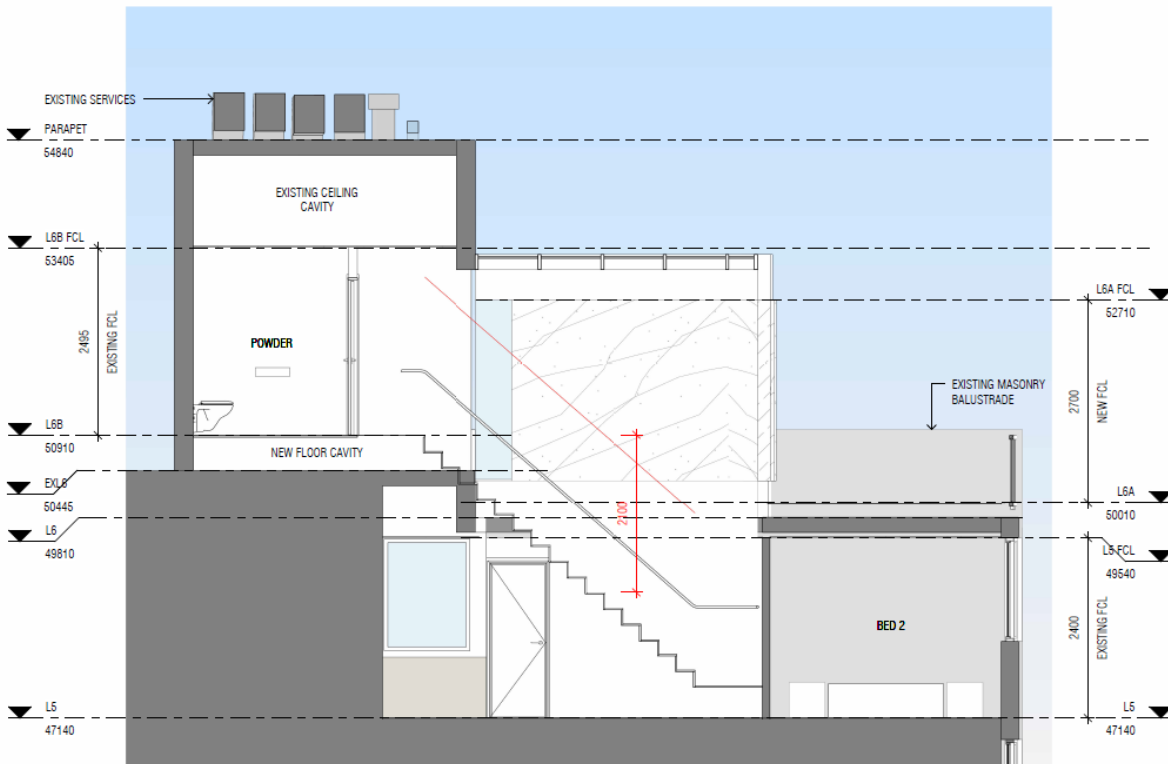 EXISTING SERVICES
PARAPET
54840
EXISTING CEILING
CAVITY
L6B FCL
53405
L6A FCL
52710
2495
EXISTING FCL
POWDER
2700
NEW FCL
EXISTING MASONRY
BALUSTRADE
L6B
50910
NEW FLOOR CAVITY
EXL6
50445
L6A
50010
2100
L6
49810
L5 FCL
49540
2400
EXISTING FCL
BED 2
L5
47140
L5
47140